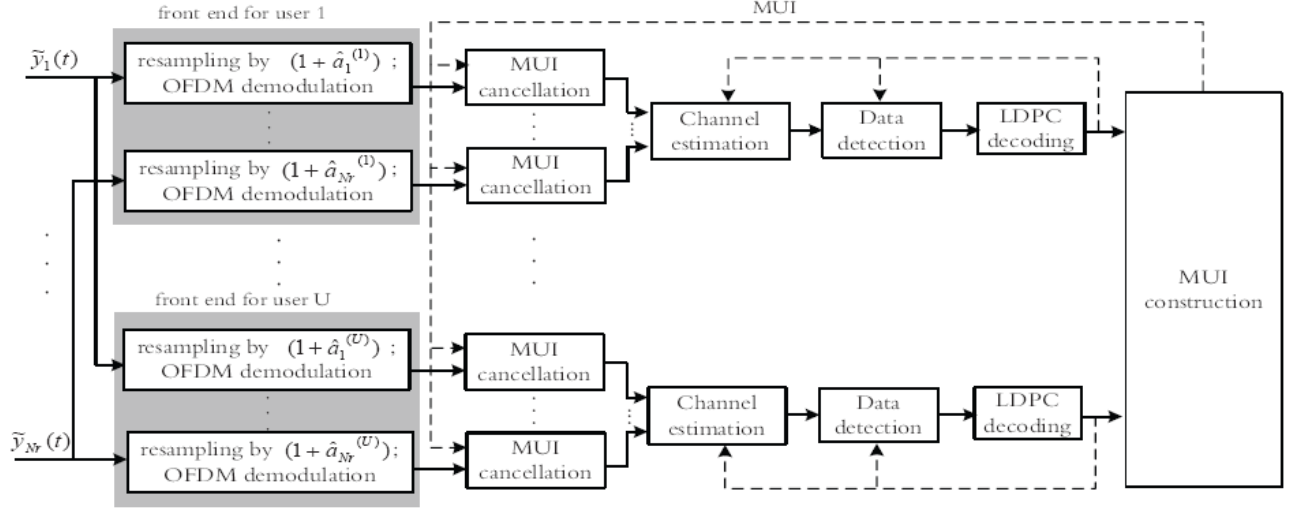 MUI
front end for user 1
ỹ₁(t)
resampling by (1 + â₁⁽¹⁾) ;
OFDM demodulation
MUI
cancellation
Channel
estimation
Data
detection
LDPC
decoding
resampling by (1 + â_Nr⁽¹⁾) ;
OFDM demodulation
MUI
cancellation
MUI
construction
front end for user U
resampling by (1 + â₁⁽ᵁ⁾) ;
OFDM demodulation
MUI
cancellation
Channel
estimation
Data
detection
LDPC
decoding
ỹ_Nr(t)
resampling by (1 + â_Nr⁽ᵁ⁾);
OFDM demodulation
MUI
cancellation